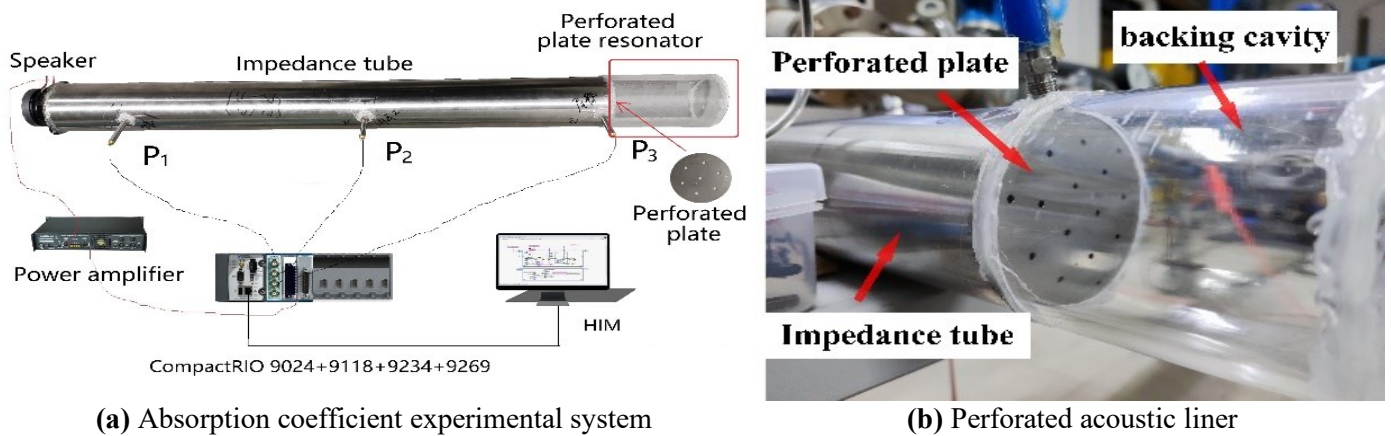 Speaker
Impedance tube
Perforated
plate resonator
P1
P2
P3
Perforated
plate
Power amplifier
HIM
CompactRIO 9024+9118+9234+9269
(a) Absorption coefficient experimental system
Perforated plate
backing cavity
Impedance tube
(b) Perforated acoustic liner